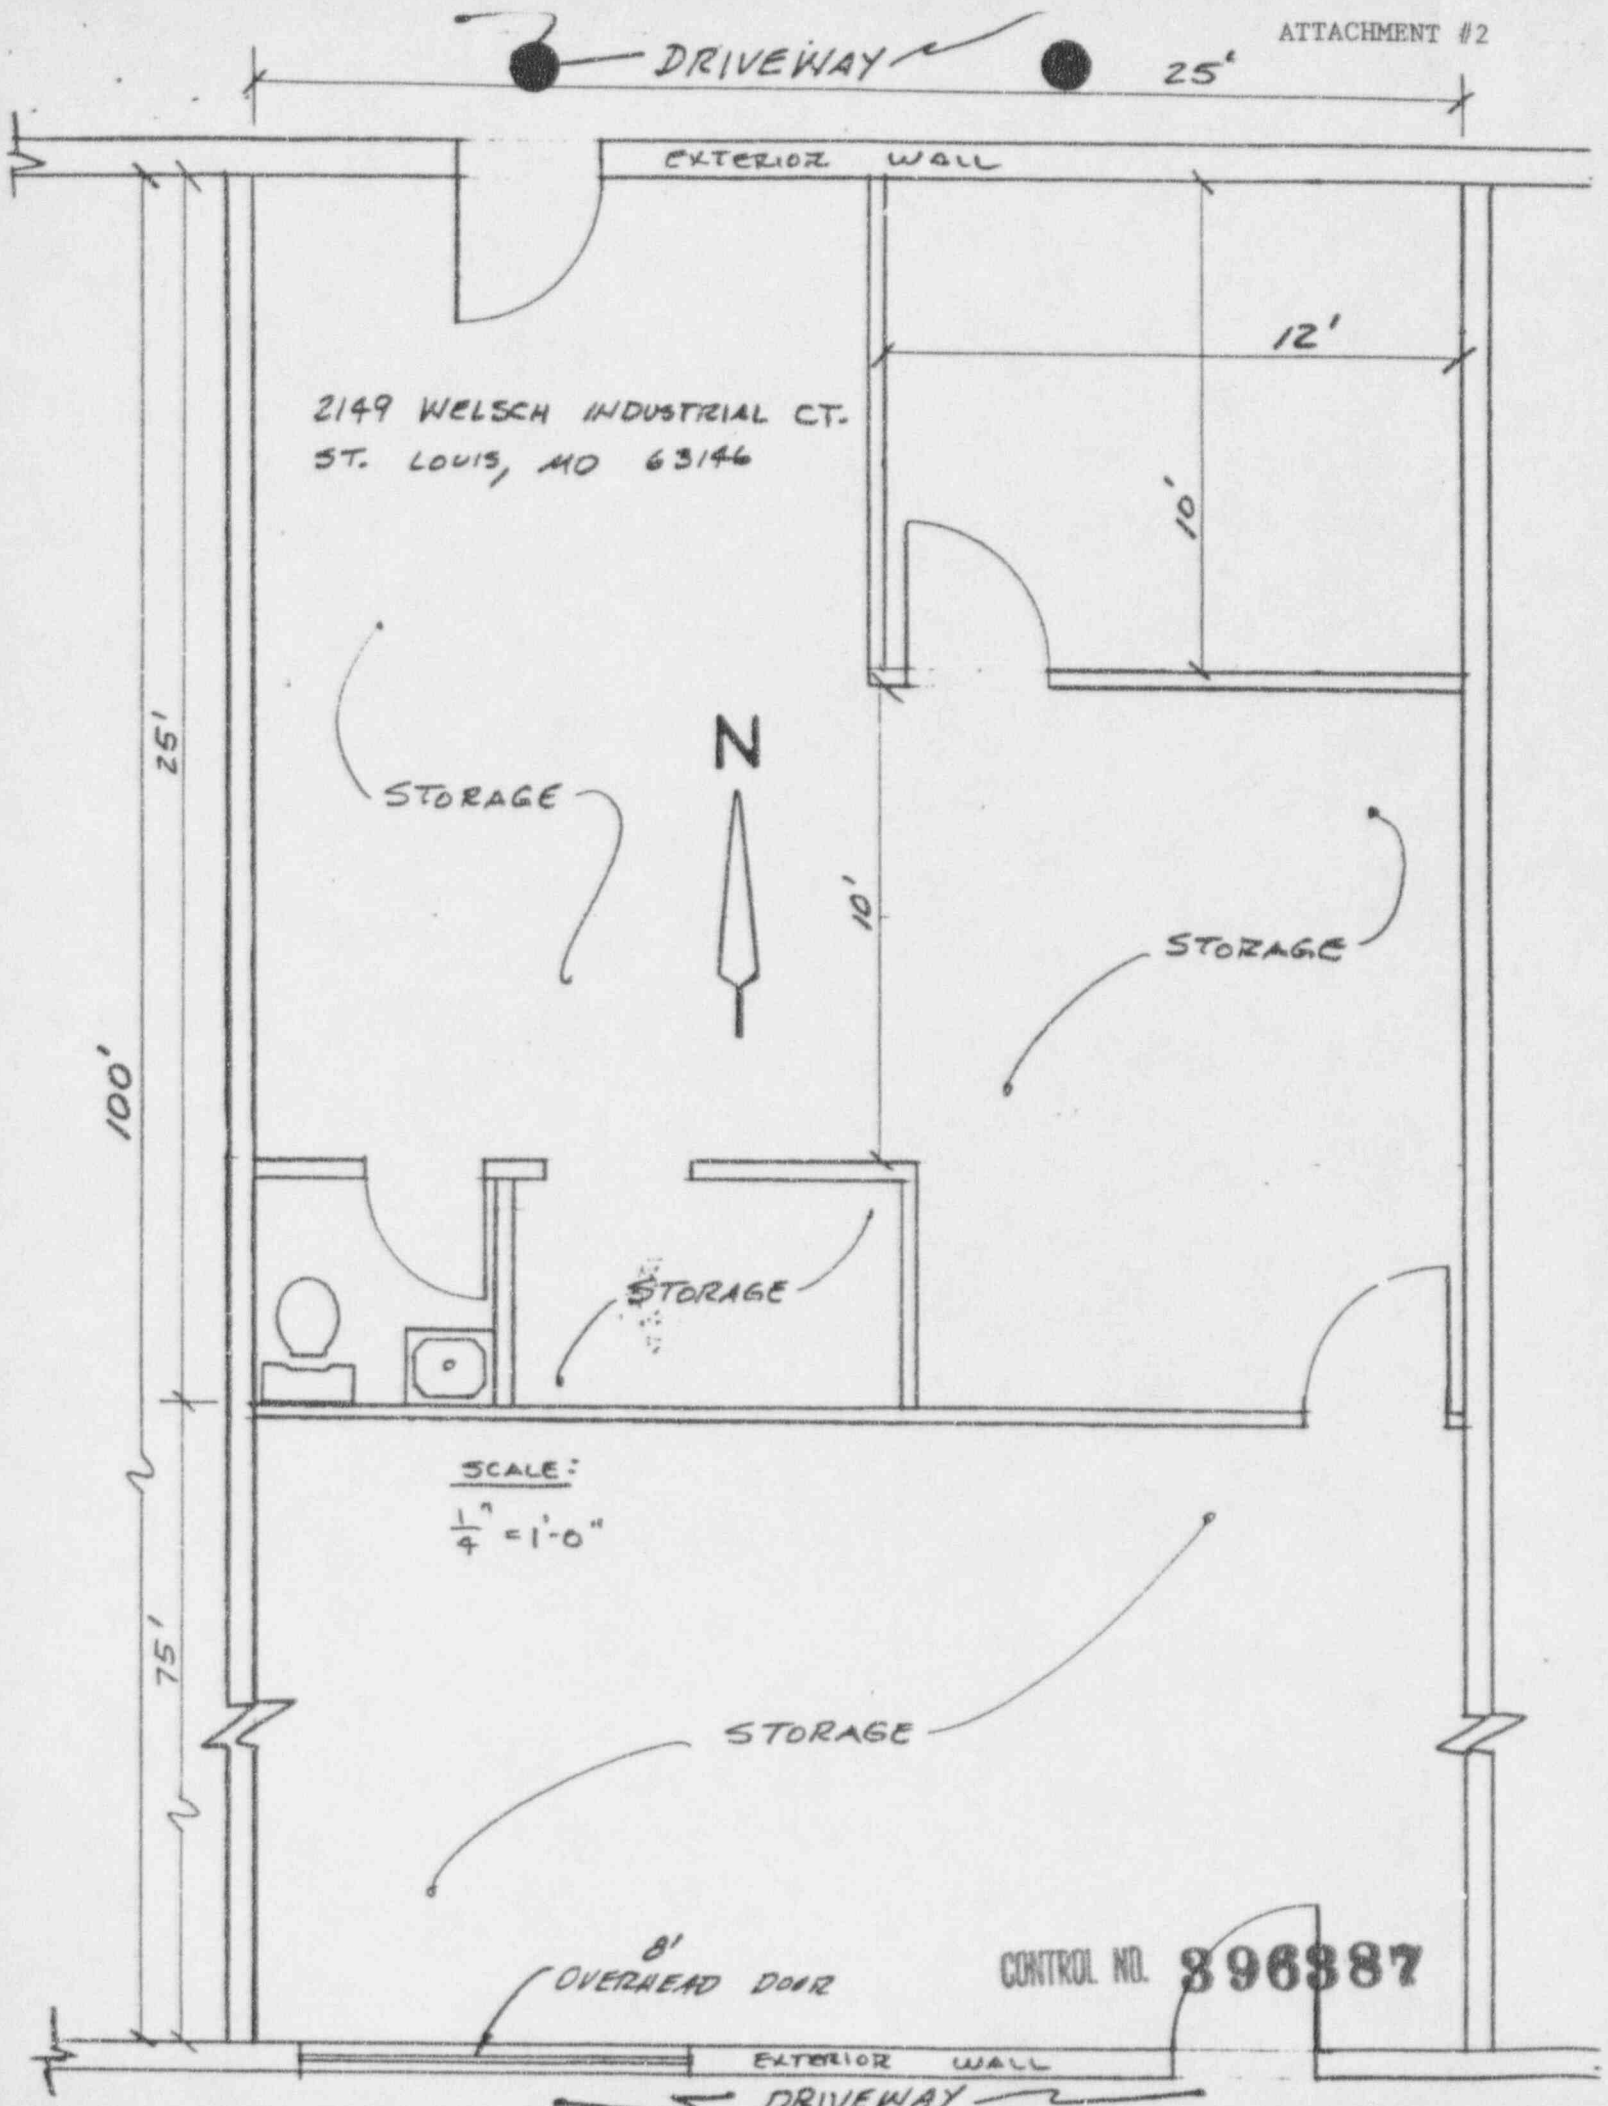 ATTACHMENT #2
DRIVEWAY
25'
EXTERIOR WALL
12'
2149 WELSCH INDUSTRIAL CT.
ST. LOUIS, MO 63146
10'
N
25'
STORAGE
10'
STORAGE
100'
STORAGE
SCALE:
1/4" = 1'-0"
75'
STORAGE
8'
OVERHEAD DOOR
CONTROL NO. 396387
EXTERIOR WALL
DRIVEWAY